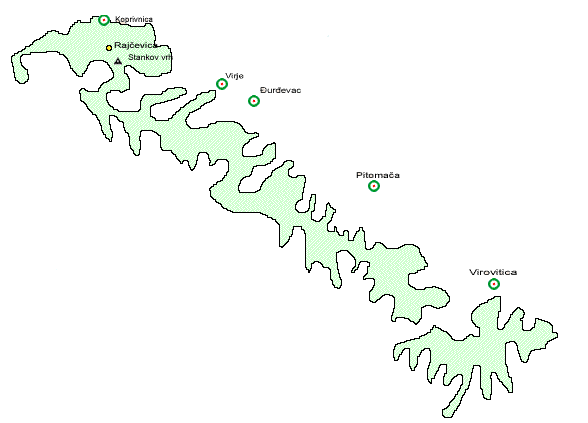 Koprivnica
Rajčevica
Stankov vrh
Virje
Đurđevac
Pitomača
Virovitica